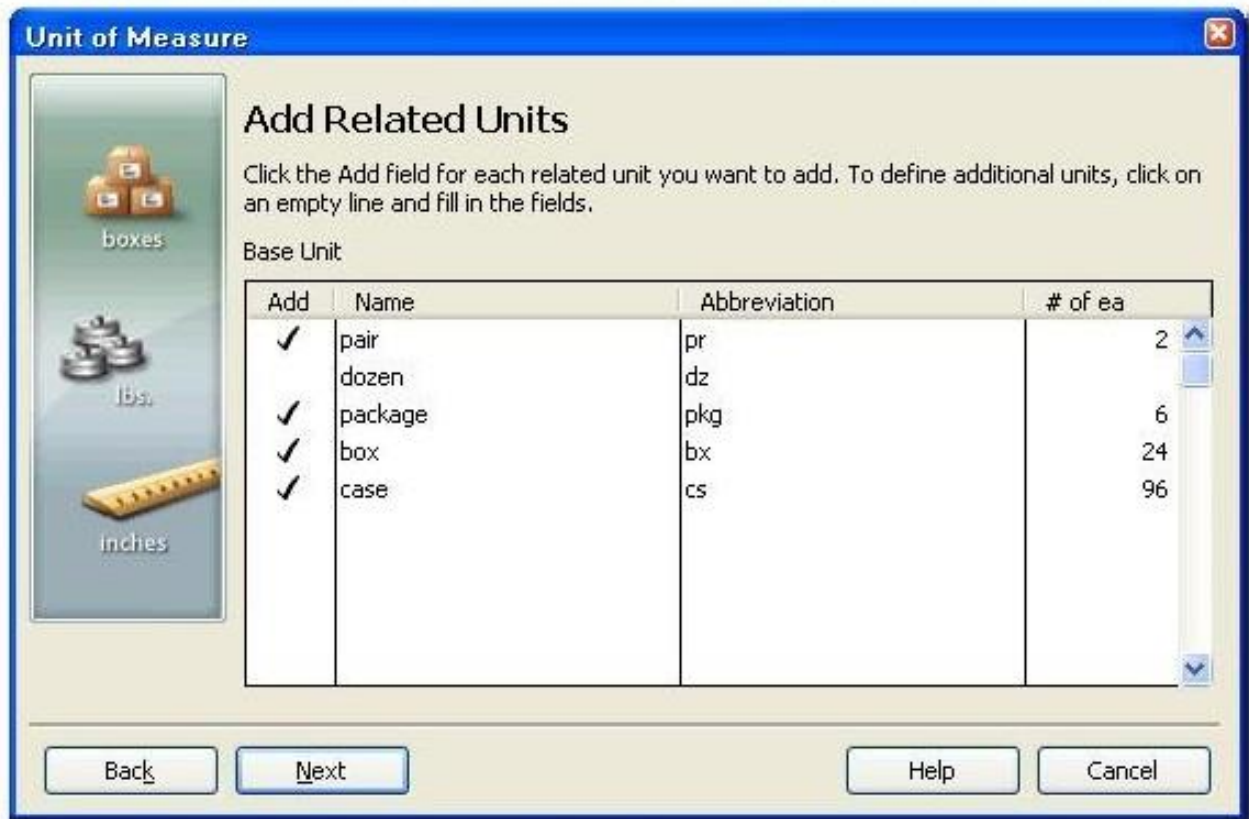 Unit of Measure
boxes
lbs.
inches
Add Related Units
Click the Add field for each related unit you want to add. To define additional units, click on
an empty line and fill in the fields.
Base Unit
Add Name Abbreviation # of ea
pair pr 2
dozen dz
package pkg 6
box bx 24
case cs 96
Back Next Help Cancel